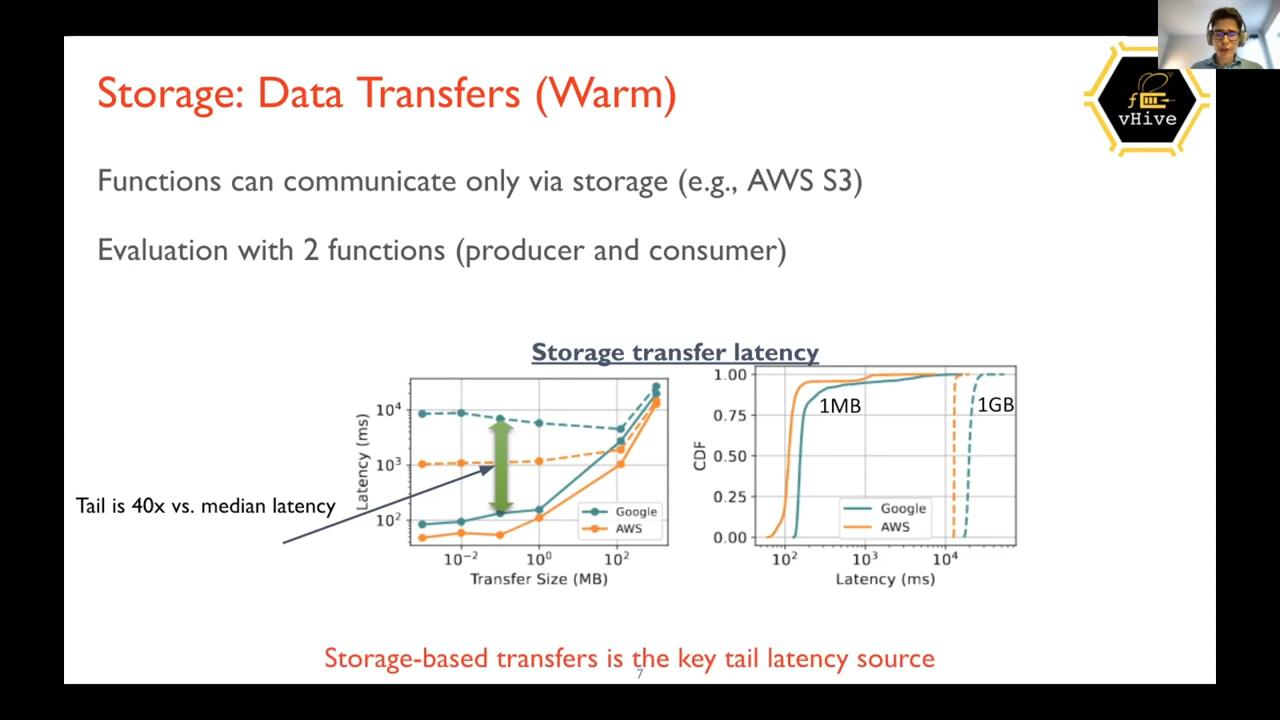 Storage: Data Transfers (Warm)
vHive
Functions can communicate only via storage (e.g., AWS S3)
Evaluation with 2 functions (producer and consumer)
Storage transfer latency
Tail is 40x vs. median latency
Latency (ms)
10⁴
10³
10²
10⁻²
10⁰
10²
Transfer Size (MB)
Google
AWS
CDF
1.00
0.75
0.50
0.25
0.00
1MB
1GB
Google
AWS
10²
10³
10⁴
Latency (ms)
Storage-based transfers is the key tail latency source
7